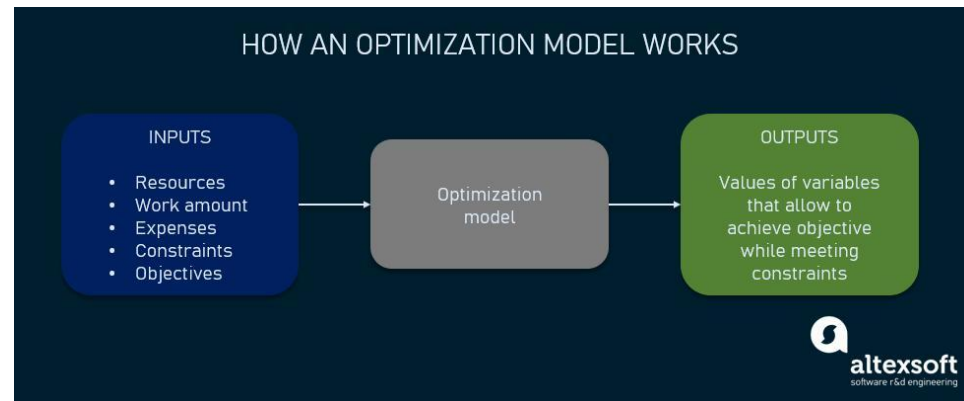 HOW AN OPTIMIZATION MODEL WORKS
INPUTS
• Resources
• Work amount
• Expenses
• Constraints
• Objectives
Optimization
model
OUTPUTS
Values of variables
that allow to
achieve objective
while meeting
constraints
altexsoft
software r&d engineering